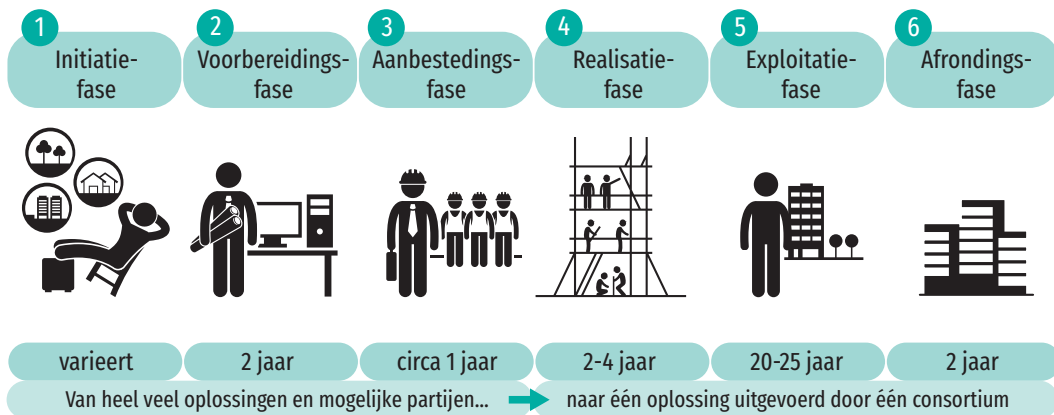 1
Initiatie-
fase
2
Voorbereidings-
fase
3
Aanbestedings-
fase
4
Realisatie-
fase
5
Exploitatie-
fase
6
Afrondings-
fase
varieert
2 jaar
circa 1 jaar
2-4 jaar
20-25 jaar
2 jaar
Van heel veel oplossingen en mogelijke partijen... naar één oplossing uitgevoerd door één consortium